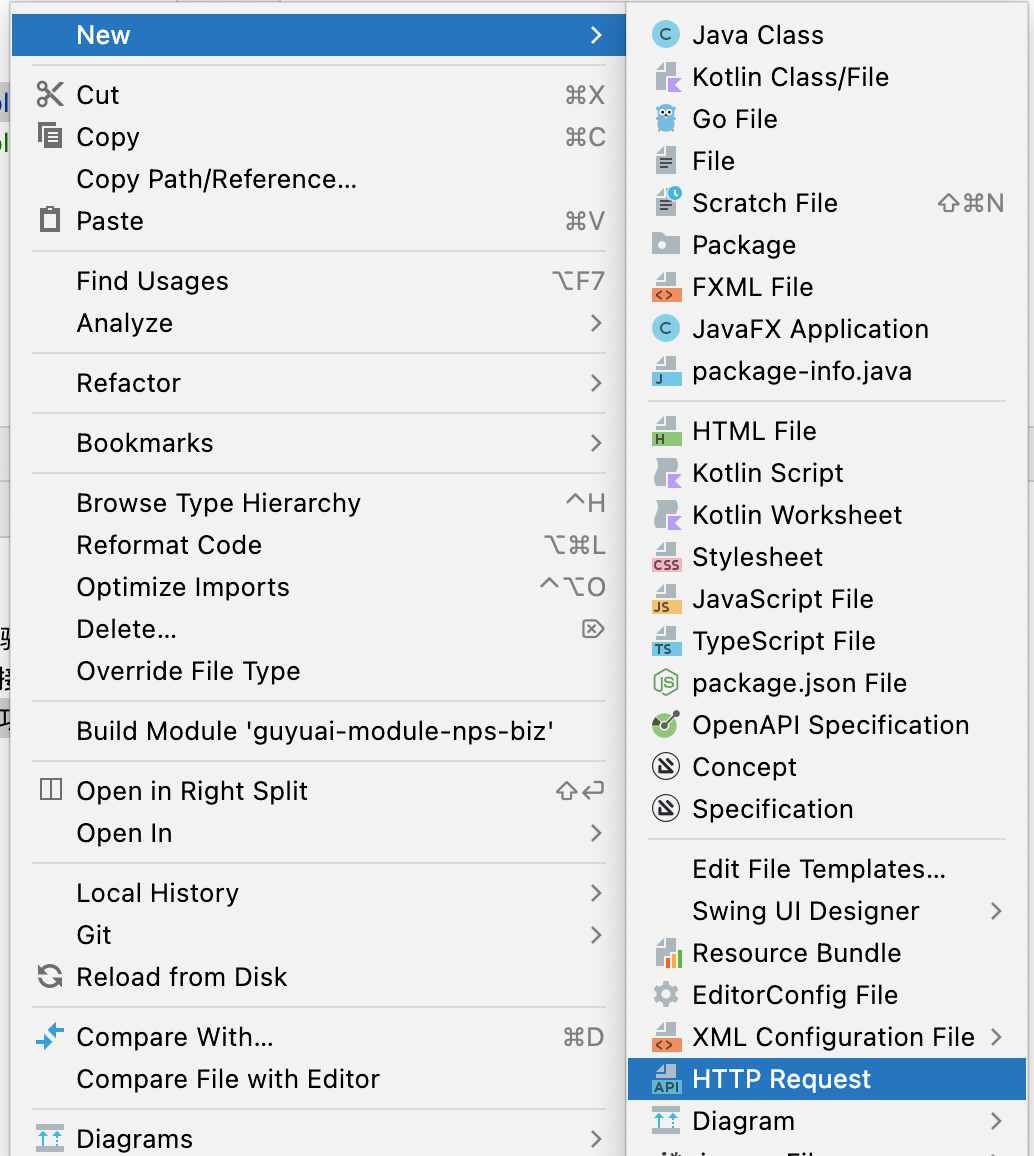 New
Cut ⌘X
Copy ⌘C
Copy Path/Reference...
Paste ⌘V
Find Usages ⌥F7
Analyze
Refactor
Bookmarks
Browse Type Hierarchy ^H
Reformat Code ⌥⌘L
Optimize Imports ^⌥O
Delete... ⌦
Override File Type
Build Module 'guyuai-module-nps-biz'
Open in Right Split ⇧↩
Open In
Local History
Git
Reload from Disk
Compare With... ⌘D
Compare File with Editor
Diagrams
C Java Class
Kotlin Class/File
Go File
File
Scratch File ⇧⌘N
Package
<> FXML File
C JavaFX Application
J package-info.java
H HTML File
Kotlin Script
Kotlin Worksheet
CSS Stylesheet
JS JavaScript File
TS TypeScript File
JS package.json File
OpenAPI Specification
Concept
Specification
Edit File Templates...
Swing UI Designer
Resource Bundle
EditorConfig File
<> XML Configuration File
API HTTP Request
Diagram